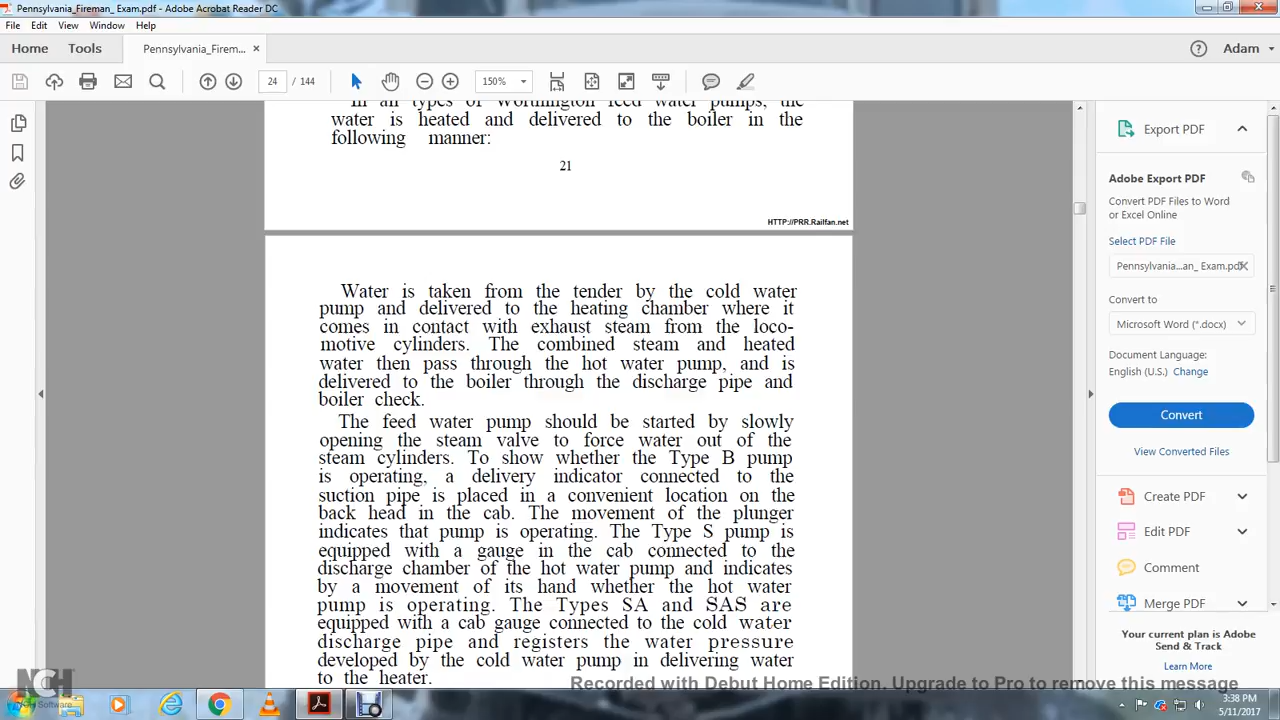 Pennsylvania_Fireman_ Exam.pdf - Adobe Acrobat Reader DC
File Edit View Window Help
Home Tools Pennsylvania_Firem... × Adam
24 / 144 150%
In all types of Worthington feed water pumps, the
water is heated and delivered to the boiler in the
following manner:
21
HTTP://PRR.Railfan.net
Water is taken from the tender by the cold water
pump and delivered to the heating chamber where it
comes in contact with exhaust steam from the loco-
motive cylinders. The combined steam and heated
water then pass through the hot water pump, and is
delivered to the boiler through the discharge pipe and
boiler check.
The feed water pump should be started by slowly
opening the steam valve to force water out of the
steam cylinders. To show whether the Type B pump
is operating, a delivery indicator connected to the
suction pipe is placed in a convenient location on the
back head in the cab. The movement of the plunger
indicates that pump is operating. The Type S pump is
equipped with a gauge in the cab connected to the
discharge chamber of the hot water pump and indicates
by a movement of its hand whether the hot water
pump is operating. The Types SA and SAS are
equipped with a cab gauge connected to the cold water
discharge pipe and registers the water pressure
developed by the cold water pump in delivering water
to the heater.
Export PDF
Adobe Export PDF
Convert PDF Files to Word
or Excel Online
Select PDF File
Pennsylvania...an_ Exam.pdf
Convert to
Microsoft Word (*.docx)
Document Language:
English (U.S.) Change
Convert
View Converted Files
Create PDF
Edit PDF
Comment
Merge PDF
Your current plan is Adobe
Send & Track
Learn More
NCH Software
Recorded with Debut Home Edition. Upgrade to Pro to remove this message
3:38 PM
5/11/2017